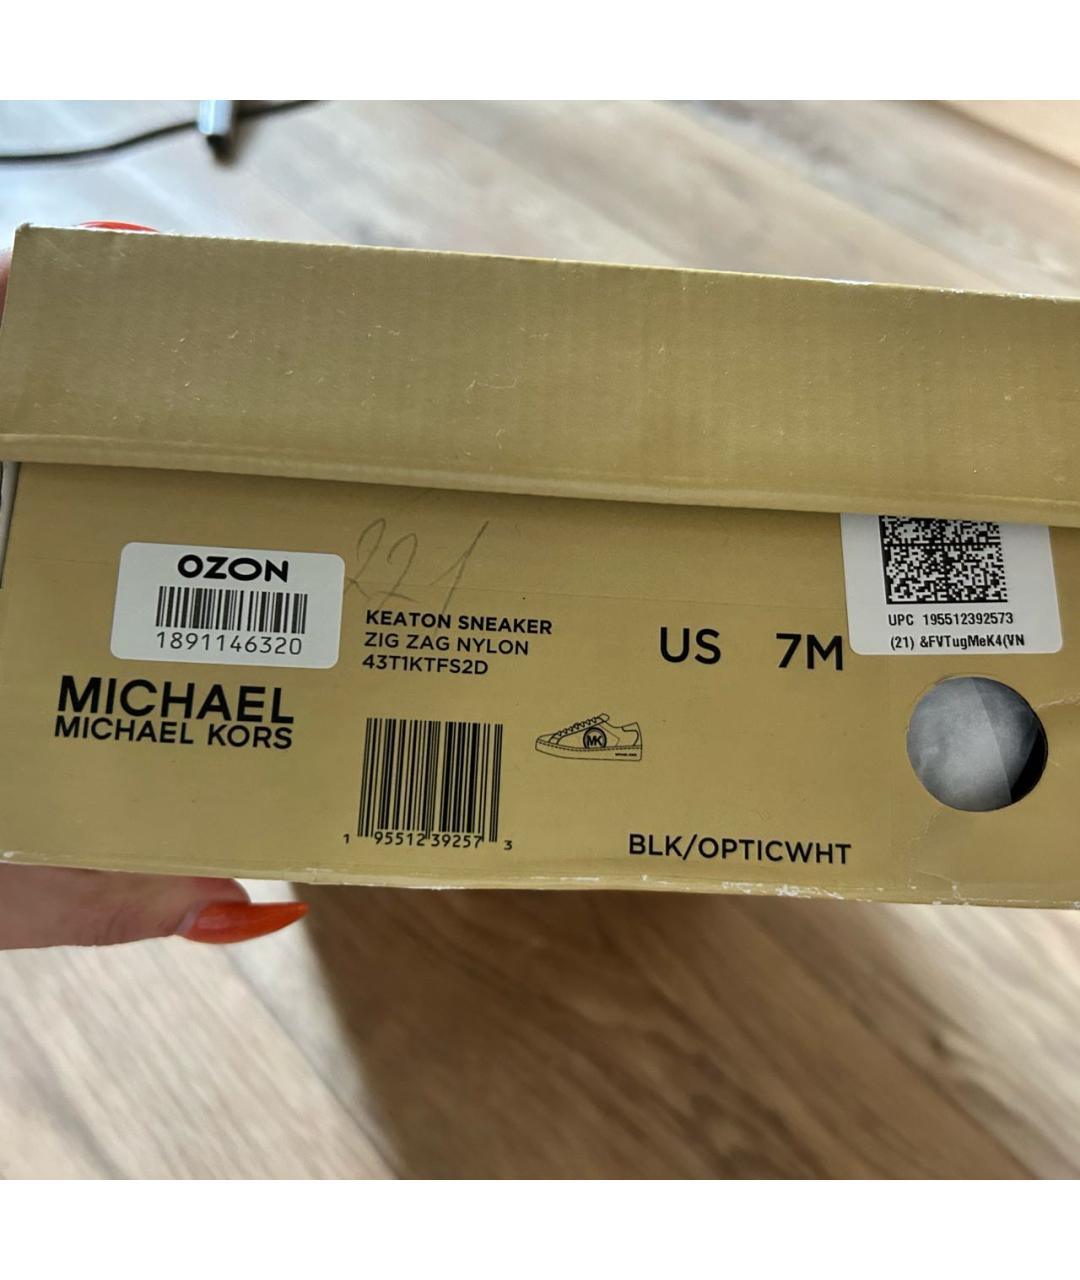 221
OZON
1891146320
KEATON SNEAKER
ZIG ZAG NYLON
43T1KTFS2D
US 7M
UPC 195512392573
(21) &FVTugMeK4(VN
MICHAEL
MICHAEL KORS
MK
1 95512 39257 3
BLK/OPTICWHT